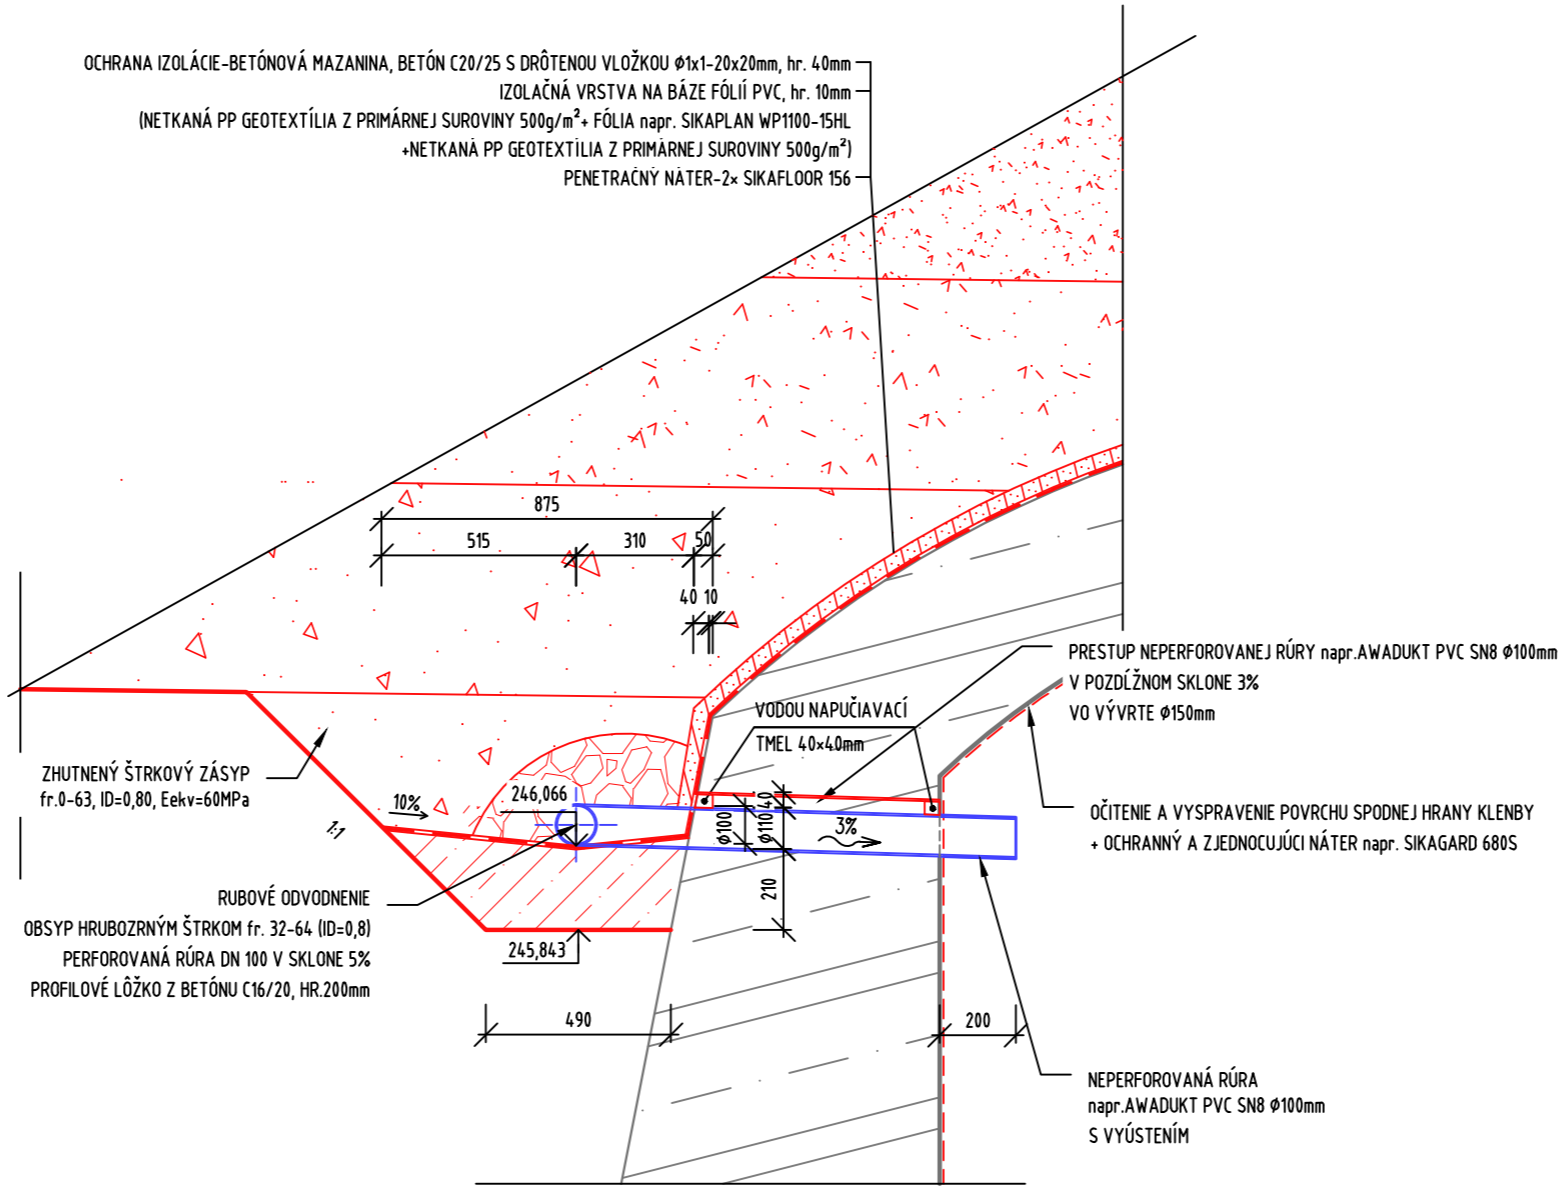 OCHRANA IZOLÁCIE-BETÓNOVÁ MAZANINA, BETÓN C20/25 S DRÔTENOU VLOŽKOU Ø1x1-20x20mm, hr. 40mm
IZOLAČNÁ VRSTVA NA BÁZE FÓLIÍ PVC, hr. 10mm
(NETKANÁ PP GEOTEXTÍLIA Z PRIMÁRNEJ SUROVINY 500g/m²+ FÓLIA napr. SIKAPLAN WP1100-15HL
+NETKANÁ PP GEOTEXTÍLIA Z PRIMÁRNEJ SUROVINY 500g/m²)
PENETRAČNÝ NÁTER-2× SIKAFLOOR 156
875
515
310
50
40
10
PRESTUP NEPERFOROVANEJ RÚRY napr.AWADUKT PVC SN8 Ø100mm
V POZDĹŽNOM SKLONE 3%
VO VÝVRTE Ø150mm
VODOU NAPUČIAVACÍ
TMEL 40×40mm
ZHUTNENÝ ŠTRKOVÝ ZÁSYP
fr.0-63, ID=0,80, Eekv=60MPa
10%
1:1
246,066
Ø100
Ø110
40
3%
210
OČITENIE A VYSPRAVENIE POVRCHU SPODNEJ HRANY KLENBY
+ OCHRANNÝ A ZJEDNOCUJÚCI NÁTER napr. SIKAGARD 680S
RUBOVÉ ODVODNENIE
OBSYP HRUBOZRNÝM ŠTRKOM fr. 32-64 (ID=0,8)
PERFOROVANÁ RÚRA DN 100 V SKLONE 5%
PROFILOVÉ LÔŽKO Z BETÓNU C16/20, HR.200mm
245,843
490
200
NEPERFOROVANÁ RÚRA
napr.AWADUKT PVC SN8 Ø100mm
S VYÚSTENÍM